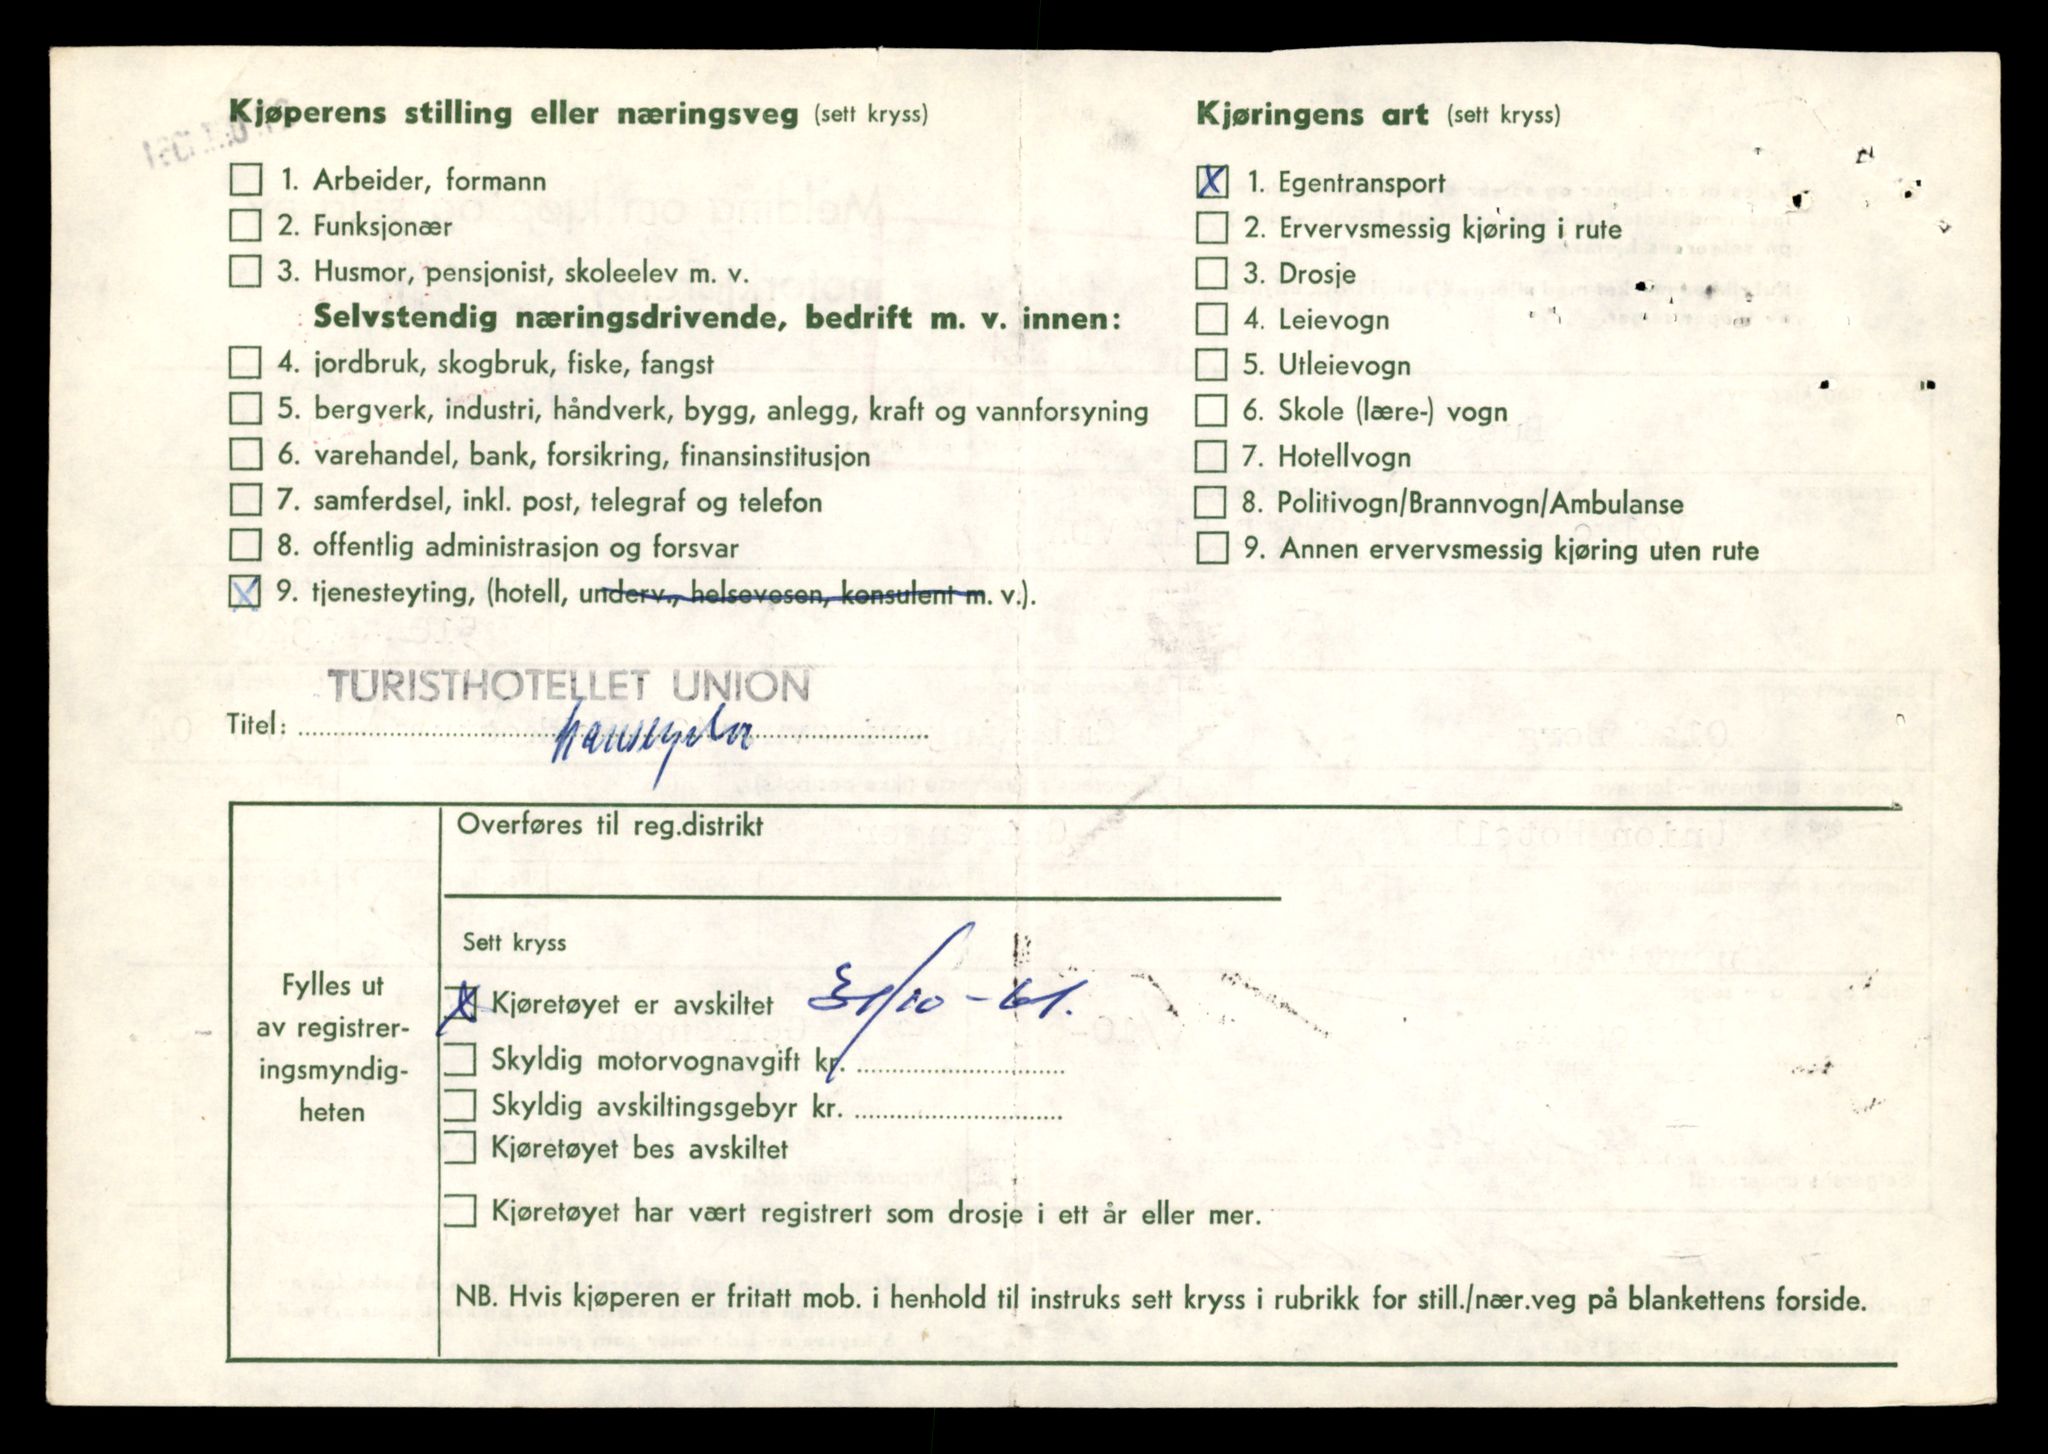 Kjøperens stilling eller næringsveg (sett kryss)
1. Arbeider, formann
2. Funksjonær
3. Husmor, pensjonist, skoleelev m. v.
Selvstendig næringsdrivende, bedrift m. v. innen:
4. jordbruk, skogbruk, fiske, fangst
5. bergverk, industri, håndverk, bygg, anlegg, kraft og vannforsyning
6. varehandel, bank, forsikring, finansinstitusjon
7. samferdsel, inkl. post, telegraf og telefon
8. offentlig administrasjon og forsvar
X 9. tjenesteyting, (hotell, underv., helsevesen, konsulent m. v.).
TURISTHOTELLET UNION
Titel:
Kjøringens art (sett kryss)
X 1. Egentransport
2. Ervervsmessig kjøring i rute
3. Drosje
4. Leievogn
5. Utleievogn
6. Skole (lære-) vogn
7. Hotellvogn
8. Politivogn/Brannvogn/Ambulanse
9. Annen ervervsmessig kjøring uten rute
Fylles ut
av registrer-
ingsmyndig-
heten
Overføres til reg.distrikt
Sett kryss
X Kjøretøyet er avskiltet 31/10-61.
Skyldig motorvognavgift kr.
Skyldig avskiltingsgebyr kr.
Kjøretøyet bes avskiltet
Kjøretøyet har vært registrert som drosje i ett år eller mer.
NB. Hvis kjøperen er fritatt mob. i henhold til instruks sett kryss i rubrikk for still./nær.veg på blankettens forside.